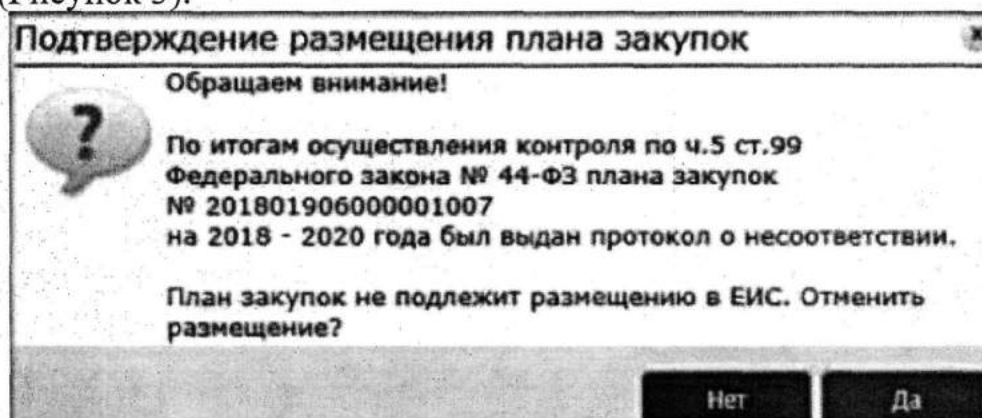 (Рисунок 3).
Подтверждение размещения плана закупок
Обращаем внимание!
По итогам осуществления контроля по ч.5 ст.99
Федерального закона № 44-ФЗ плана закупок
№ 201801906000001007
на 2018 - 2020 года был выдан протокол о несоответствии.
План закупок не подлежит размещению в ЕИС. Отменить
размещение?
Нет Да